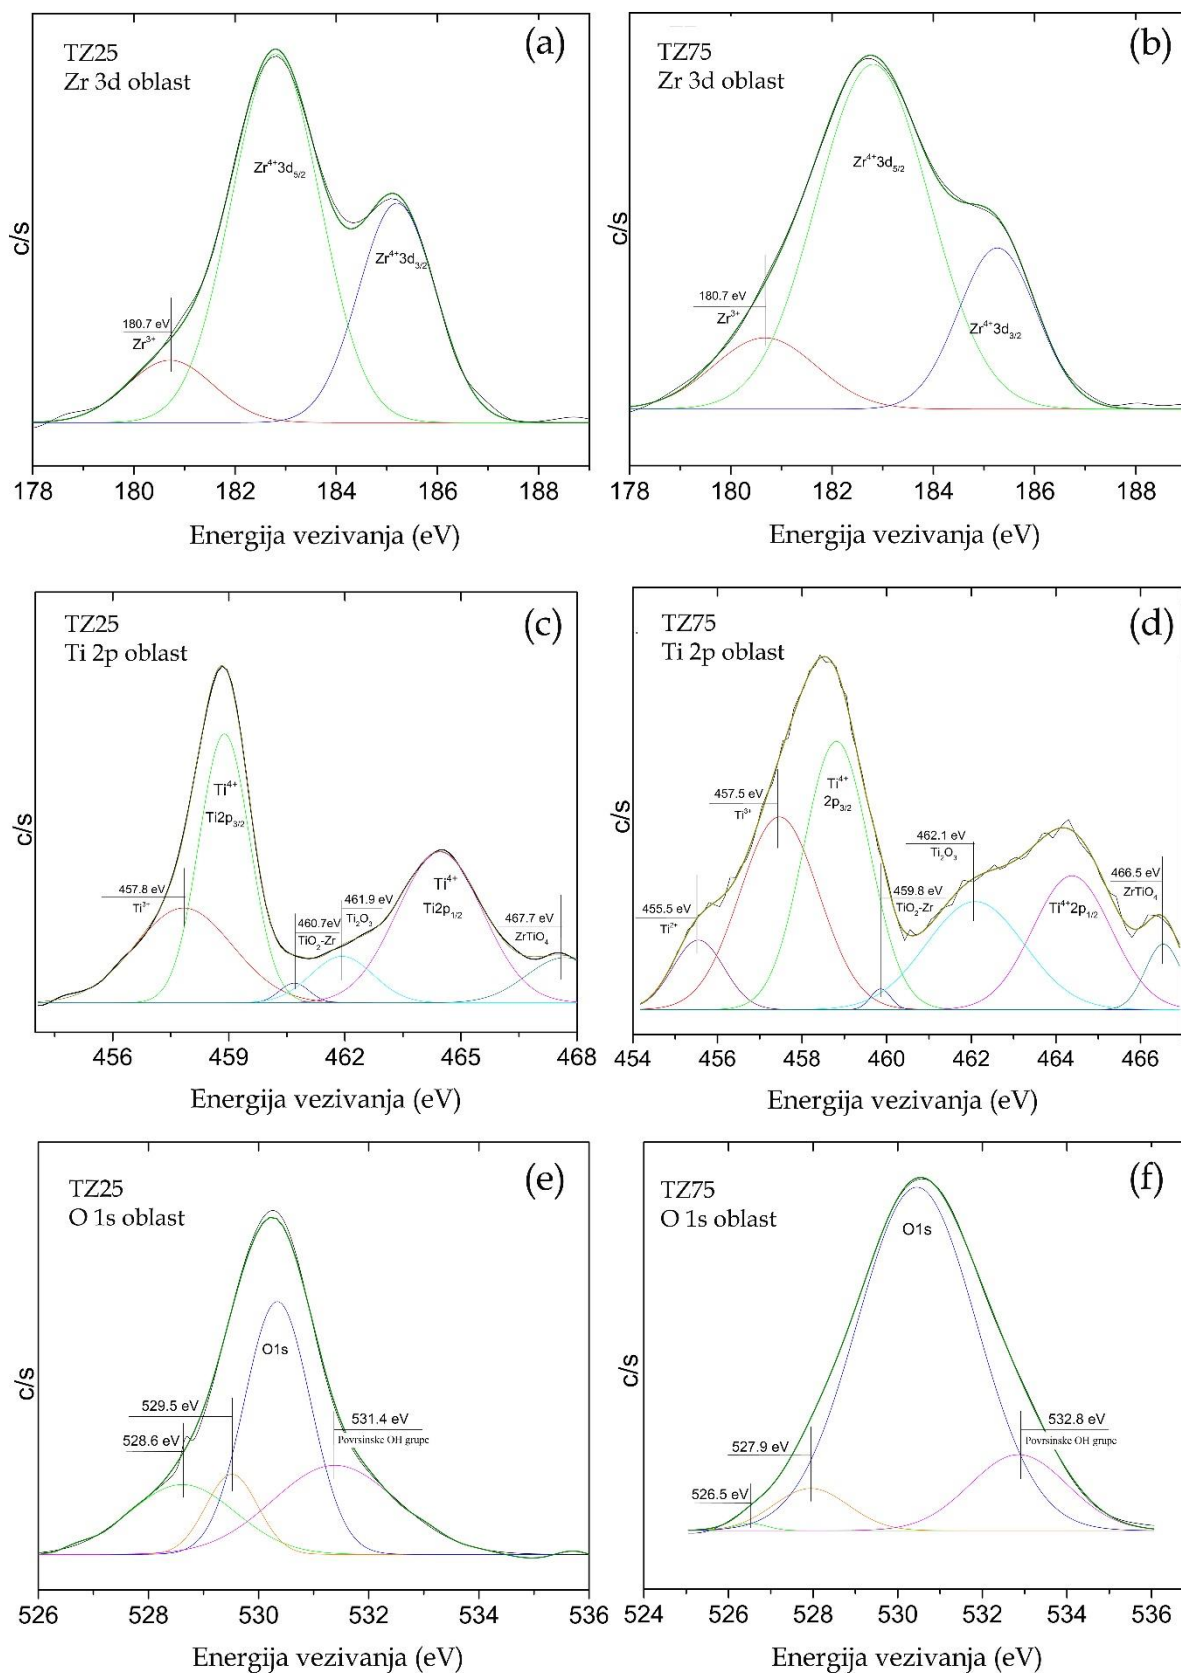 (a)
TZ25
Zr 3d oblast
Zr⁴⁺3d₅/₂
Zr⁴⁺3d₃/₂
180.7 eV
Zr³⁺
c/s
178 180 182 184 186 188
Energija vezivanja (eV)
(b)
TZ75
Zr 3d oblast
Zr⁴⁺3d₅/₂
180.7 eV
Zr³⁺
Zr⁴⁺3d₃/₂
c/s
178 180 182 184 186 188
Energija vezivanja (eV)
(c)
TZ25
Ti 2p oblast
Ti⁴⁺
Ti2p₃/₂
457.8 eV
460.7eV
TiO₂-Zr
461.9 eV
Ti₂O₃
Ti⁴⁺
Ti2p₁/₂
467.7 eV
ZrTiO₄
c/s
456 459 462 465 468
Energija vezivanja (eV)
(d)
TZ75
Ti 2p oblast
457.5 eV
Ti³⁺
Ti⁴⁺
2p₃/₂
462.1 eV
Ti₂O₃
466.5 eV
ZrTiO₄
459.8 eV
TiO₂-Zr
455.5 eV
Ti²⁺
Ti⁴⁺2p₁/₂
c/s
454 456 458 460 462 464 466
Energija vezivanja (eV)
(e)
TZ25
O 1s oblast
O1s
529.5 eV
528.6 eV
531.4 eV
Povrsinske OH grupe
c/s
526 528 530 532 534 536
Energija vezivanja (eV)
(f)
TZ75
O 1s oblast
O1s
532.8 eV
Povrsinske OH grupe
527.9 eV
526.5 eV
c/s
524 526 528 530 532 534 536
Energija vezivanja (eV)